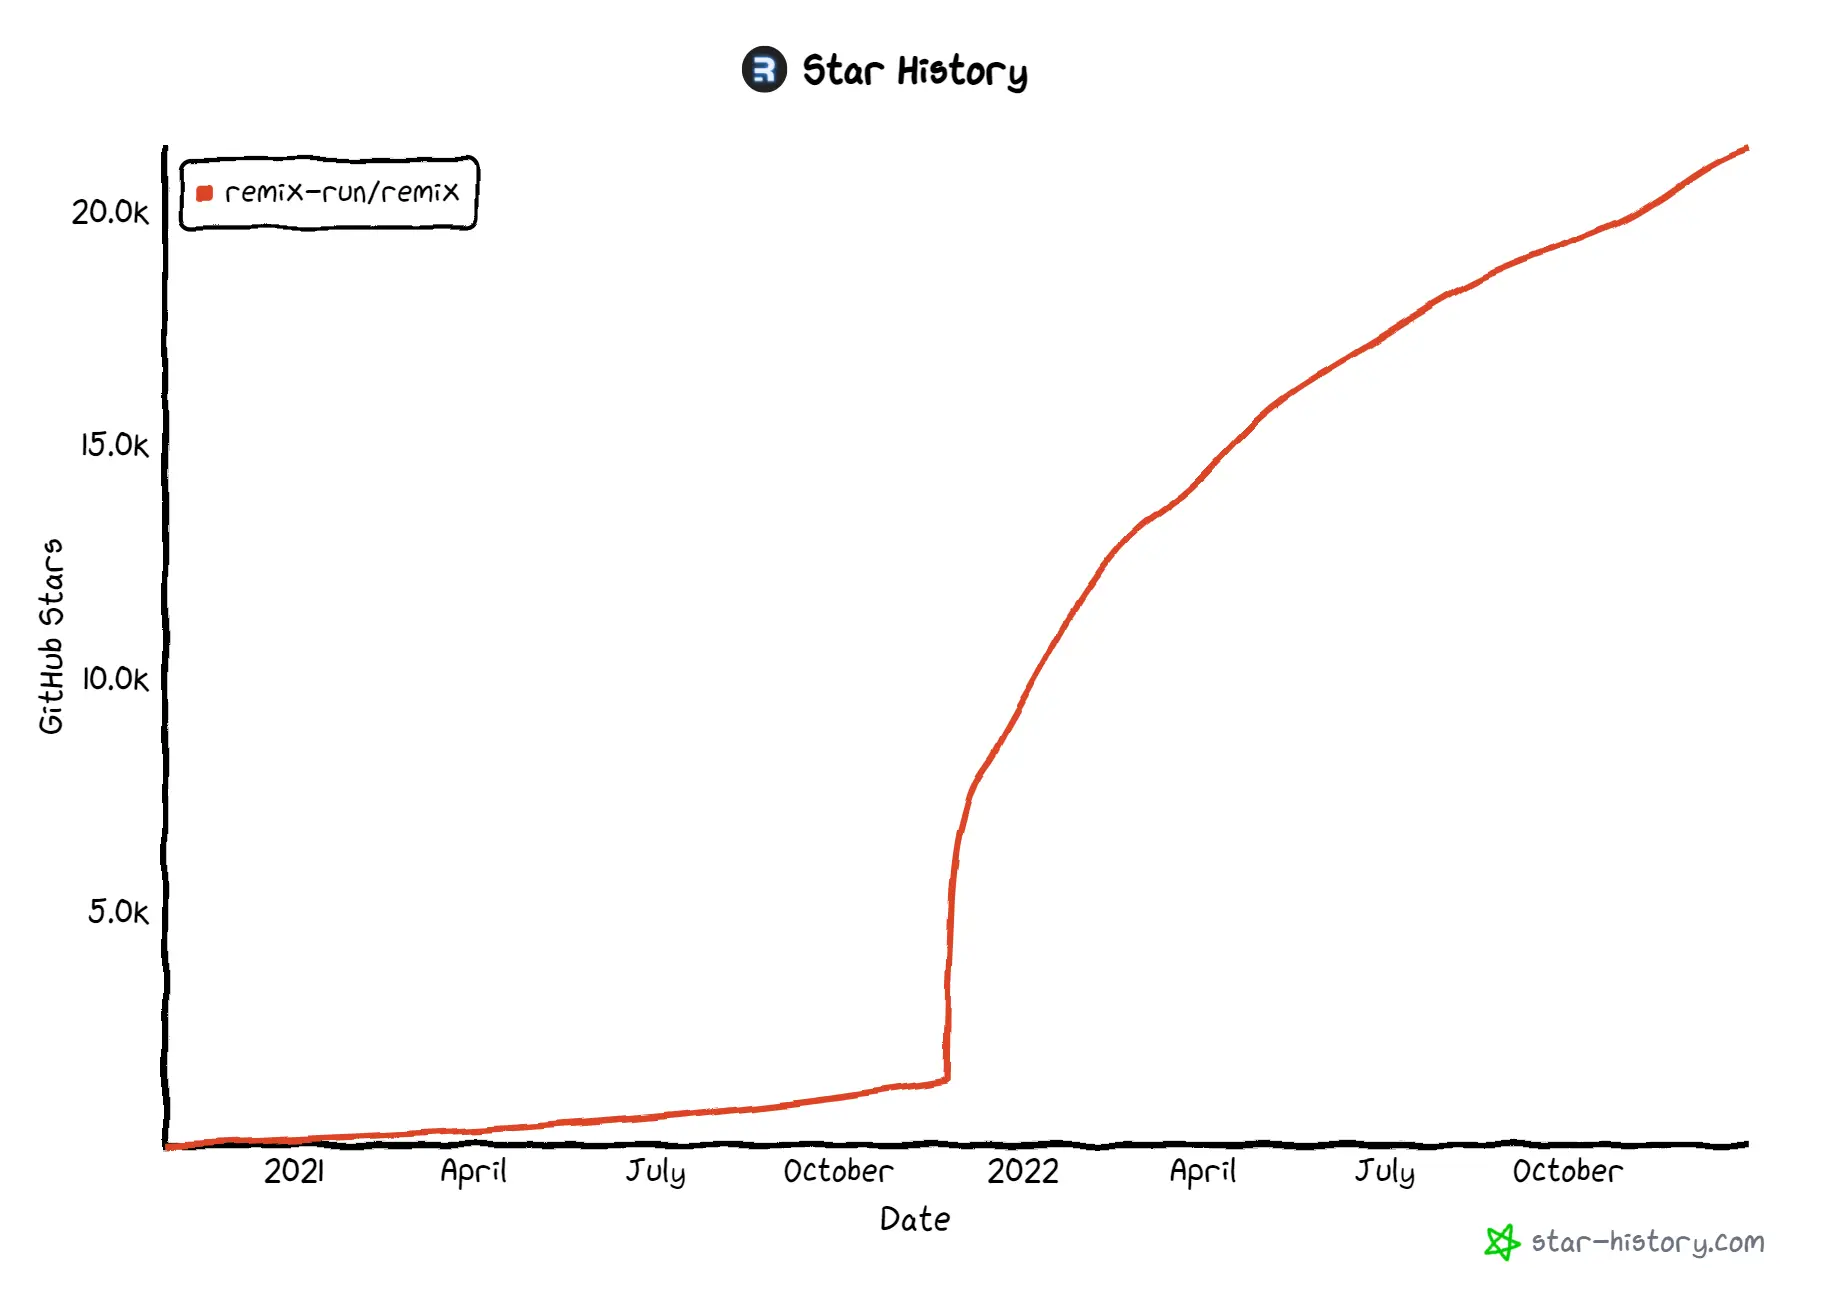 Star History
remix-run/remix
20.0k
15.0k
10.0k
5.0k
GitHub Stars
2021 April July October 2022 April July October
Date
star-history.com